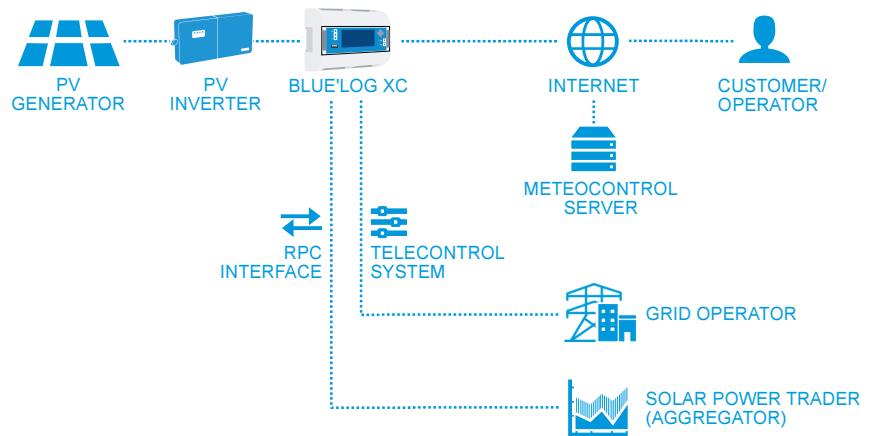 PV
GENERATOR
PV
INVERTER
BLUE'LOG XC
INTERNET
CUSTOMER/
OPERATOR
METEOCONTROL
SERVER
RPC
INTERFACE
TELECONTROL
SYSTEM
GRID OPERATOR
SOLAR POWER TRADER
(AGGREGATOR)